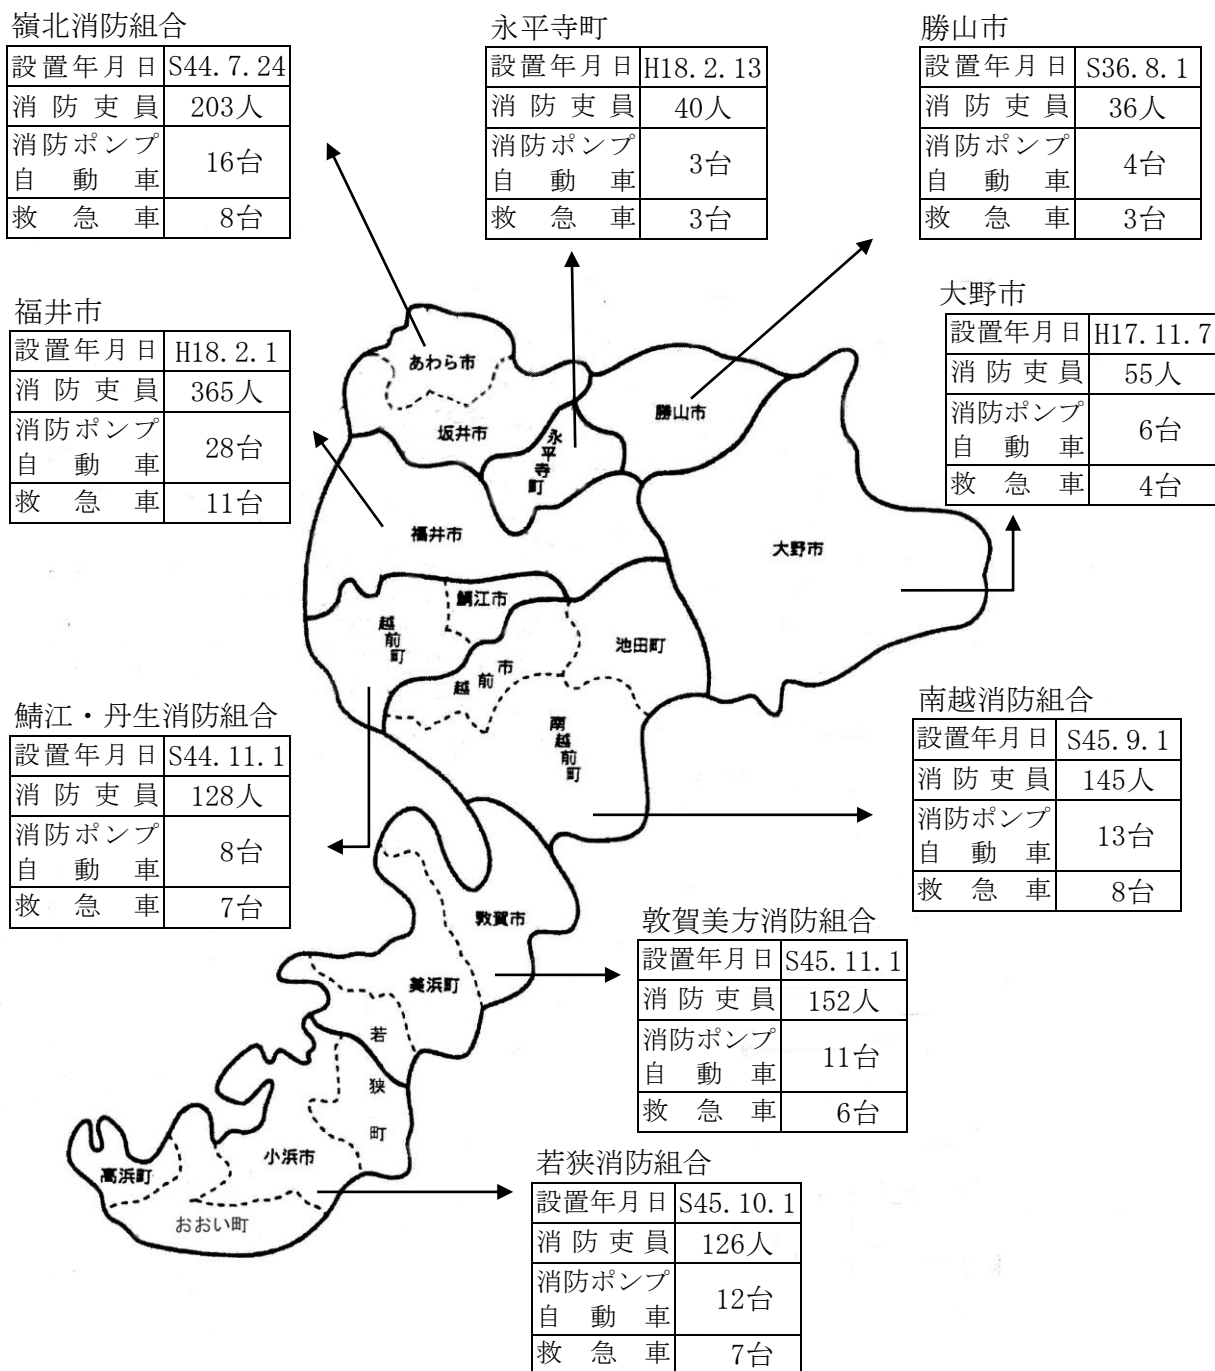 嶺北消防組合
設置年月日 S44.7.24
消防吏員 203人
消防ポンプ
自動車 16台
救急車 8台
永平寺町
設置年月日 H18.2.13
消防吏員 40人
消防ポンプ
自動車 3台
救急車 3台
勝山市
設置年月日 S36.8.1
消防吏員 36人
消防ポンプ
自動車 4台
救急車 3台
福井市
設置年月日 H18.2.1
消防吏員 365人
消防ポンプ
自動車 28台
救急車 11台
大野市
設置年月日 H17.11.7
消防吏員 55人
消防ポンプ
自動車 6台
救急車 4台
あわら市
坂井市
永平寺町
勝山市
福井市
大野市
鯖江市
越前町
越前市
池田町
南越前町
鯖江・丹生消防組合
設置年月日 S44.11.1
消防吏員 128人
消防ポンプ
自動車 8台
救急車 7台
南越消防組合
設置年月日 S45.9.1
消防吏員 145人
消防ポンプ
自動車 13台
救急車 8台
敦賀市
美浜町
若狭町
小浜市
高浜町
おおい町
敦賀美方消防組合
設置年月日 S45.11.1
消防吏員 152人
消防ポンプ
自動車 11台
救急車 6台
若狭消防組合
設置年月日 S45.10.1
消防吏員 126人
消防ポンプ
自動車 12台
救急車 7台